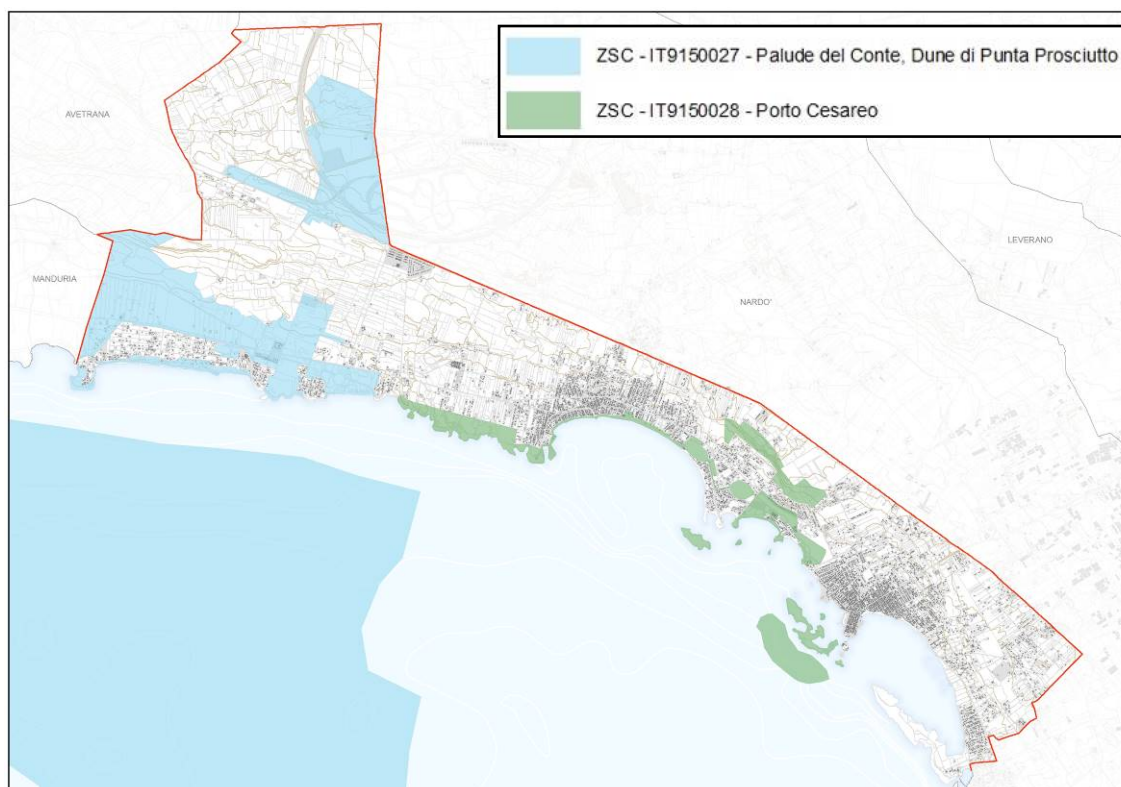 ZSC - IT9150027 - Palude del Conte, Dune di Punta Prosciutto
ZSC - IT9150028 - Porto Cesareo
AVETRANA
MANDURIA
LEVERANO
NARDO'